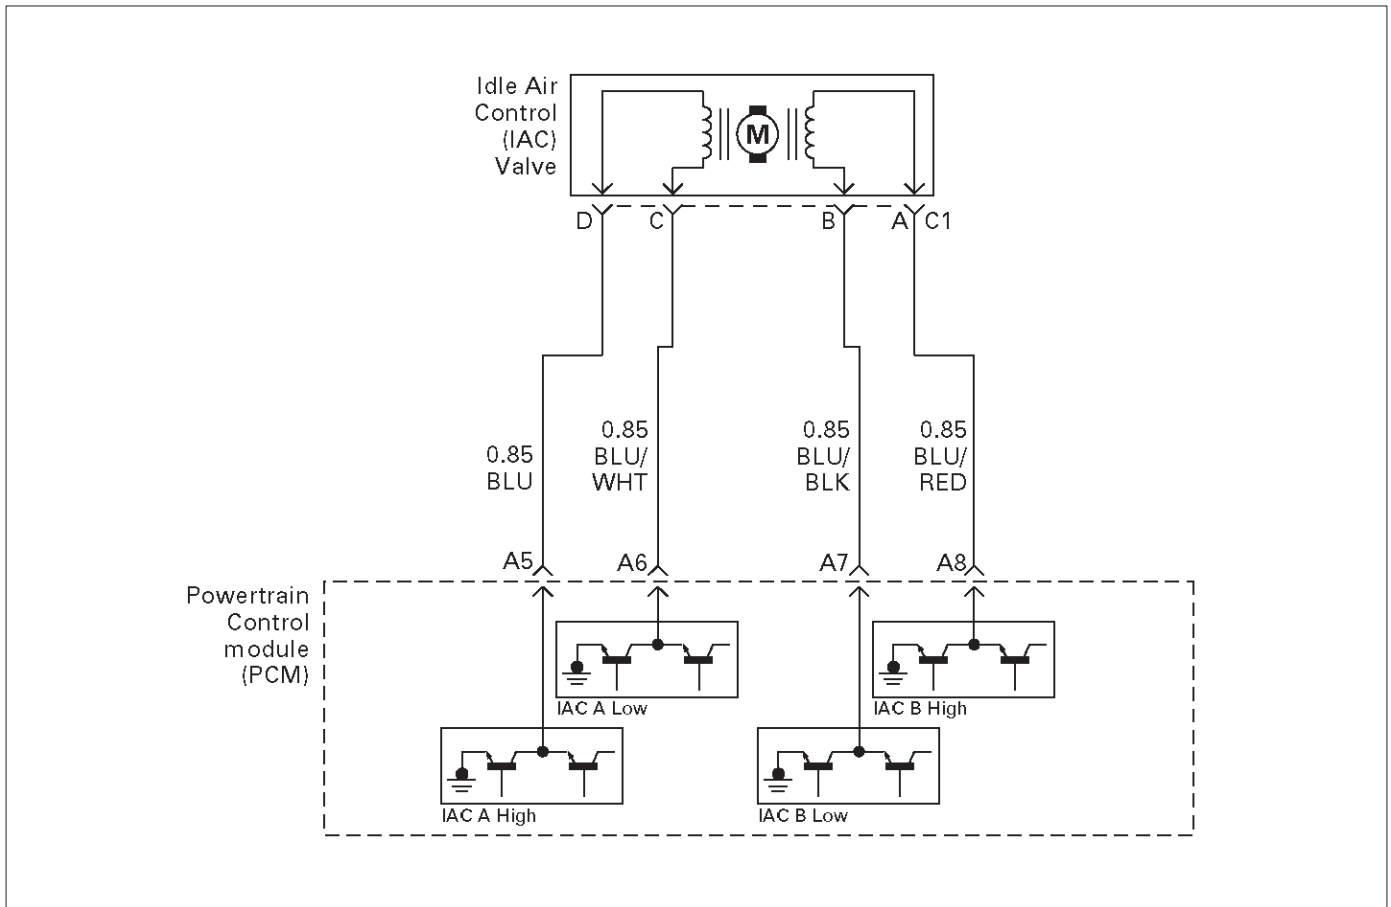 Idle Air
Control
(IAC)
Valve
M
D
C
B
A
C1
0.85
BLU
0.85
BLU/
WHT
0.85
BLU/
BLK
0.85
BLU/
RED
A5
A6
A7
A8
Powertrain
Control
module
(PCM)
IAC A Low
IAC B High
IAC A High
IAC B Low